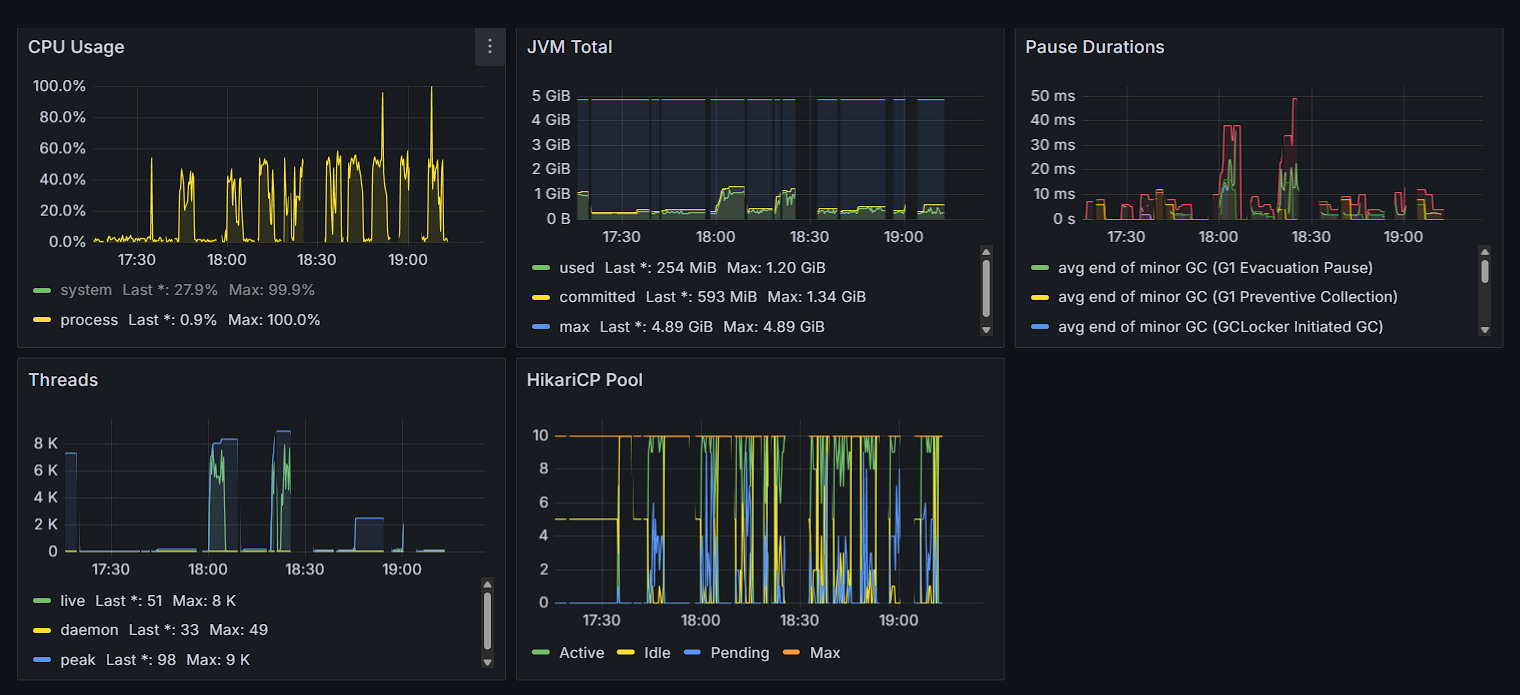 CPU Usage
100.0%
80.0%
60.0%
40.0%
20.0%
0.0%
17:30 18:00 18:30 19:00
system Last *: 27.9% Max: 99.9%
process Last *: 0.9% Max: 100.0%
JVM Total
5 GiB
4 GiB
3 GiB
2 GiB
1 GiB
0 B
17:30 18:00 18:30 19:00
used Last *: 254 MiB Max: 1.20 GiB
committed Last *: 593 MiB Max: 1.34 GiB
max Last *: 4.89 GiB Max: 4.89 GiB
Pause Durations
50 ms
40 ms
30 ms
20 ms
10 ms
0 s
17:30 18:00 18:30 19:00
avg end of minor GC (G1 Evacuation Pause)
avg end of minor GC (G1 Preventive Collection)
avg end of minor GC (GCLocker Initiated GC)
Threads
8 K
6 K
4 K
2 K
0
17:30 18:00 18:30 19:00
live Last *: 51 Max: 8 K
daemon Last *: 33 Max: 49
peak Last *: 98 Max: 9 K
HikariCP Pool
10
8
6
4
2
0
17:30 18:00 18:30 19:00
Active Idle Pending Max